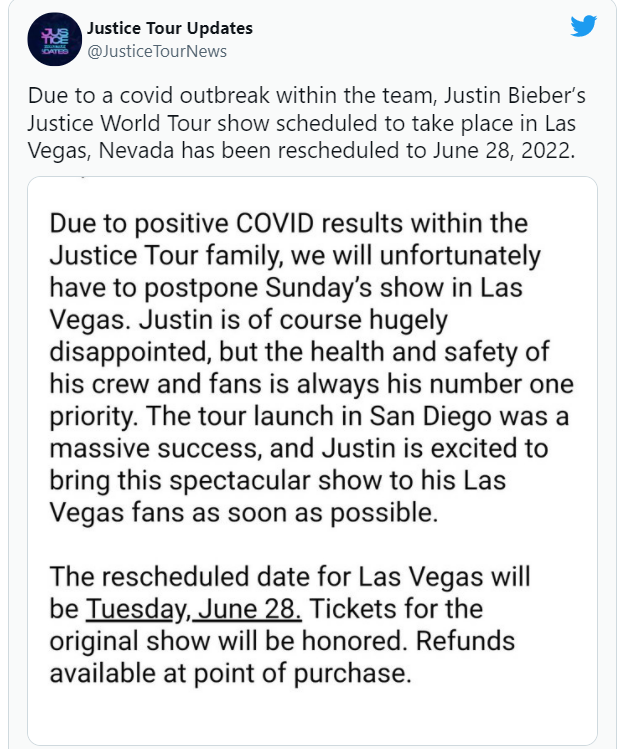 Justice Tour Updates
@JusticeTourNews
Due to a covid outbreak within the team, Justin Bieber's
Justice World Tour show scheduled to take place in Las
Vegas, Nevada has been rescheduled to June 28, 2022.
Due to positive COVID results within the
Justice Tour family, we will unfortunately
have to postpone Sunday's show in Las
Vegas. Justin is of course hugely
disappointed, but the health and safety of
his crew and fans is always his number one
priority. The tour launch in San Diego was a
massive success, and Justin is excited to
bring this spectacular show to his Las
Vegas fans as soon as possible.
The rescheduled date for Las Vegas will
be Tuesday, June 28. Tickets for the
original show will be honored. Refunds
available at point of purchase.